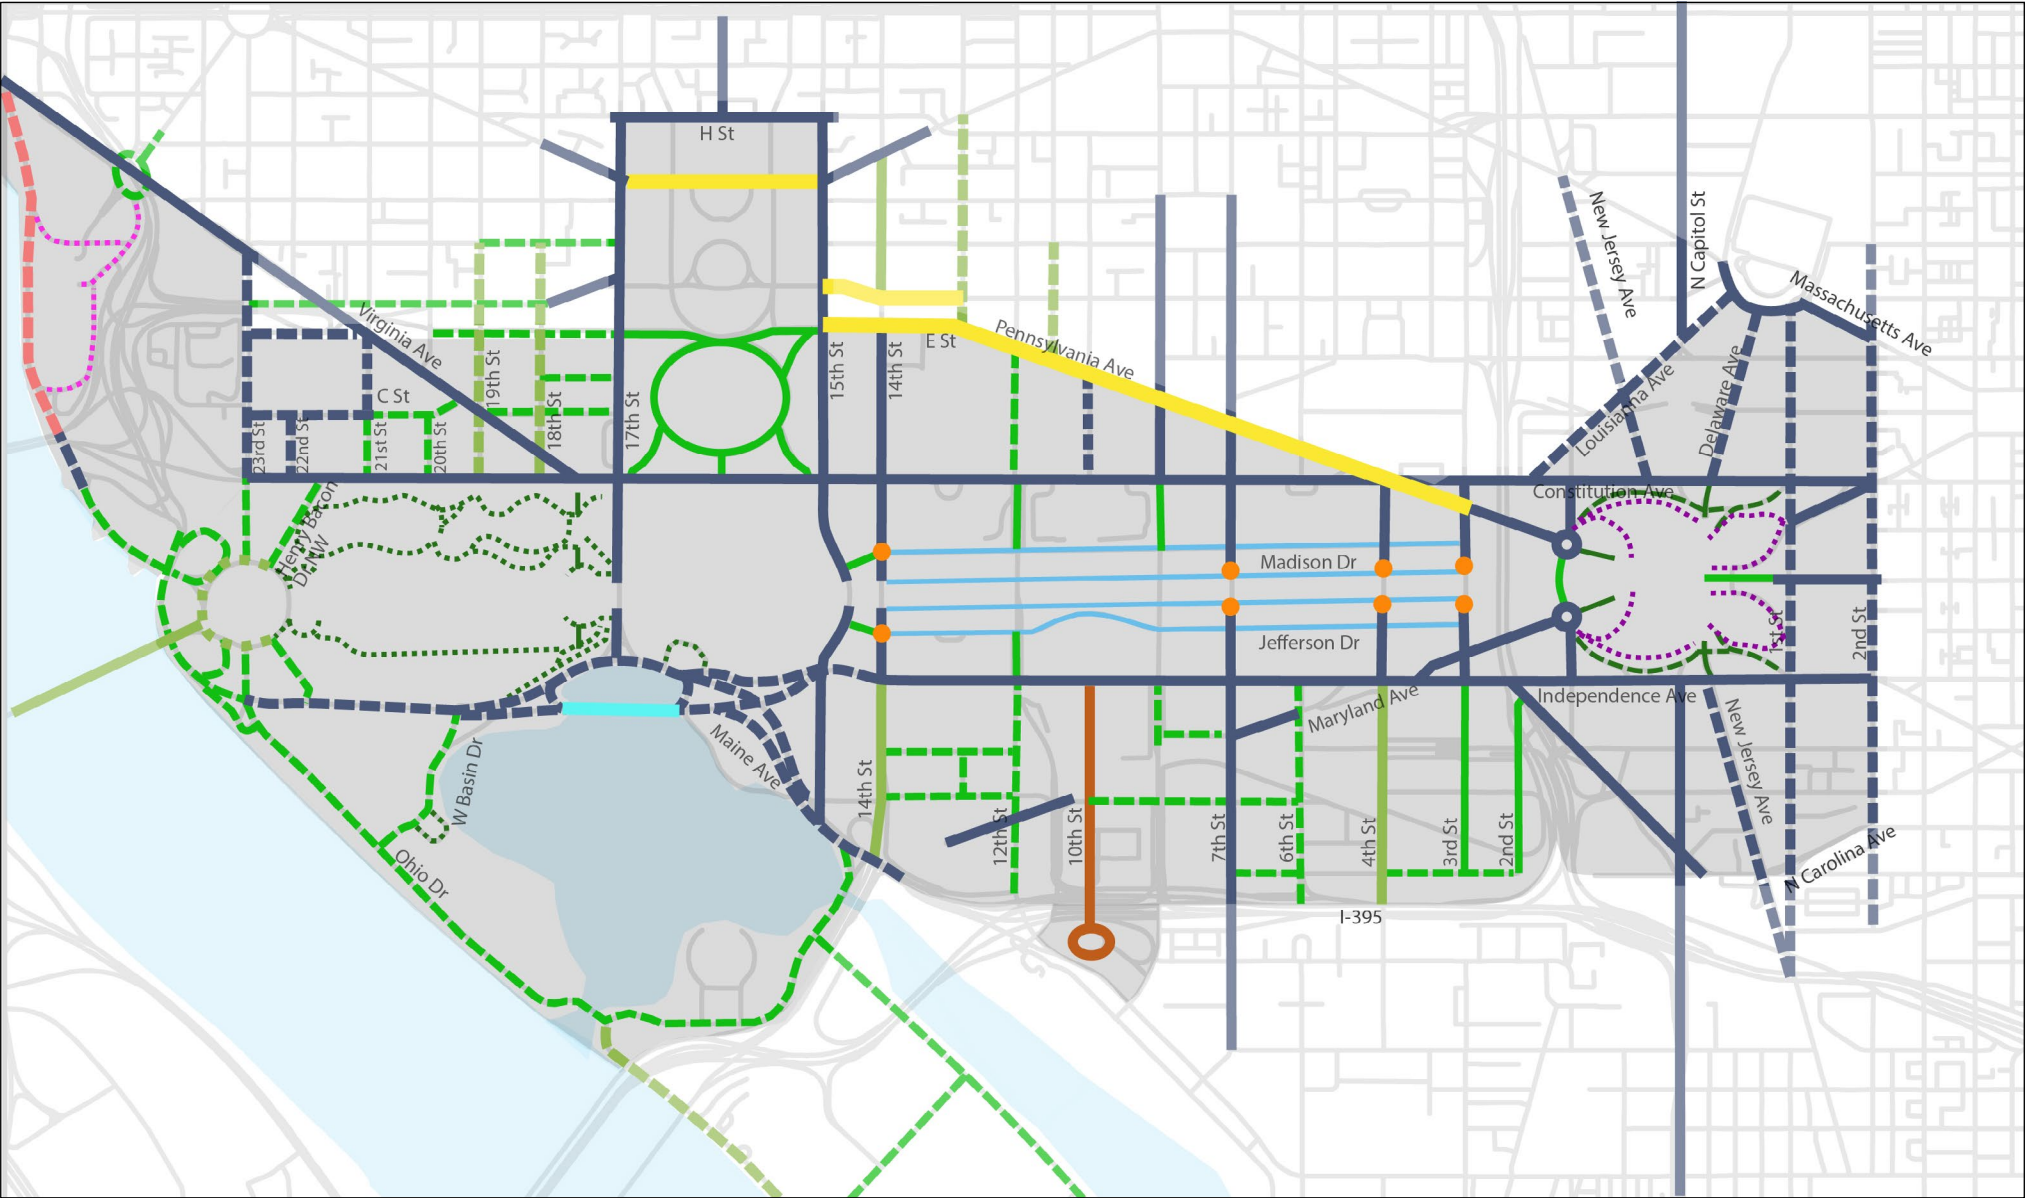 H St
New Jersey Ave
N Capitol St
Massachusetts Ave
Virginia Ave
Pennsylvania Ave
E St
15th St
14th St
19th St
18th St
17th St
C St
23rd St
22nd St
21st St
20th St
Louisianna Ave
Delaware Ave
Constitution Ave
Henry Bacon
Dr NW
Madison Dr
Jefferson Dr
1st St
2nd St
Independence Ave
Maryland Ave
New Jersey Ave
Maine Ave
W Basin Dr
14th St
12th St
10th St
7th St
6th St
4th St
3rd St
2nd St
N Carolina Ave
Ohio Dr
I-395